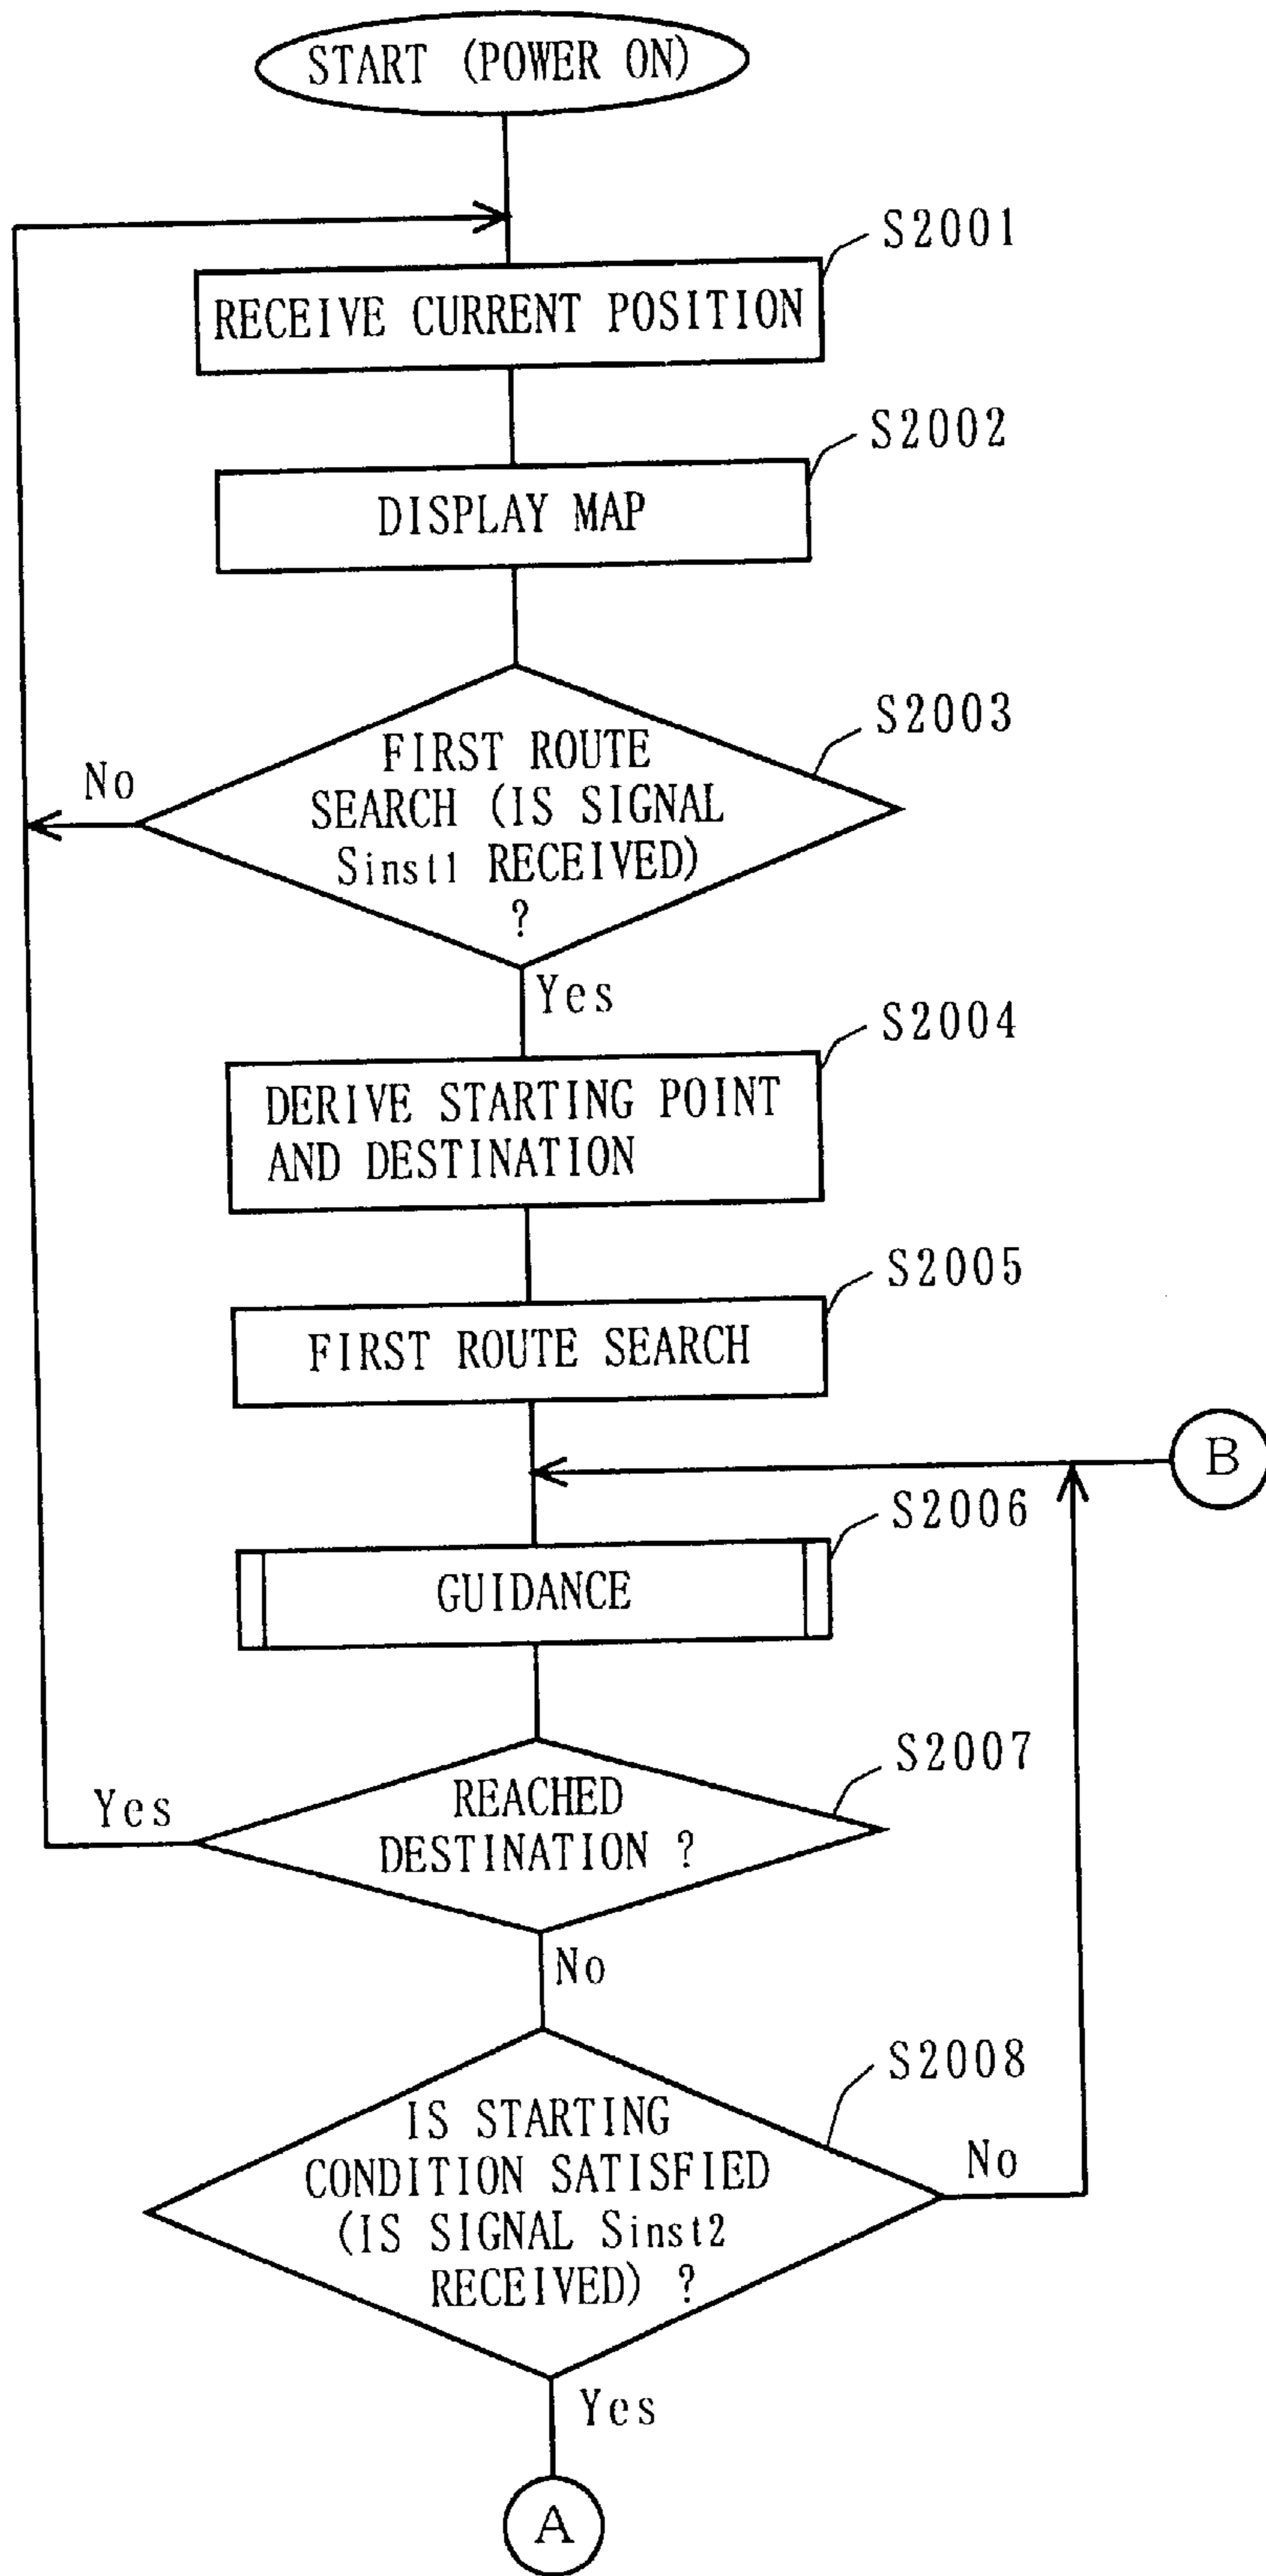 START (POWER ON)
S2001
RECEIVE CURRENT POSITION
S2002
DISPLAY MAP
S2003
FIRST ROUTE
SEARCH (IS SIGNAL
Sinst1 RECEIVED)
?
No
Yes
S2004
DERIVE STARTING POINT
AND DESTINATION
S2005
FIRST ROUTE SEARCH
B
S2006
GUIDANCE
S2007
REACHED
DESTINATION ?
Yes
No
S2008
IS STARTING
CONDITION SATISFIED
(IS SIGNAL Sinst2
RECEIVED) ?
No
Yes
A